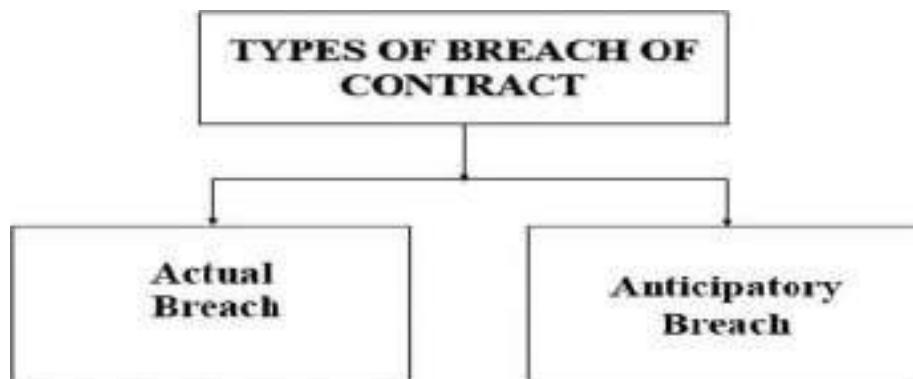 TYPES OF BREACH OF
CONTRACT
Actual
Breach
Anticipatory
Breach